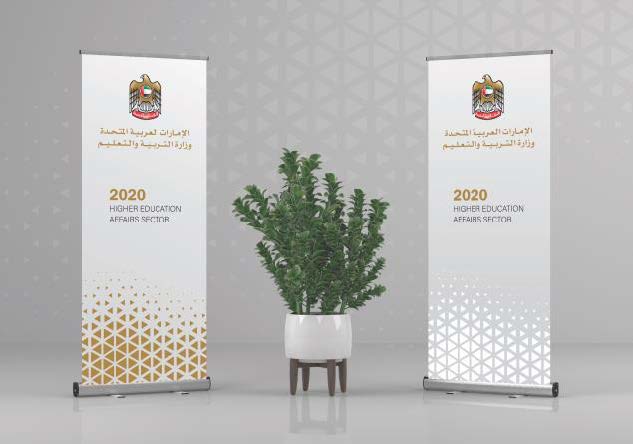 الإمارات لعربية المتحدة
وزارة التربية والتعليم
2020
HIGHER EDUCATION
AFFAIRS SECTOR
الإمارات العربية المتحدة
وزارة التربية والتعليم
2020
HIGHER EDUCATION
AFFAIRS SECTOR